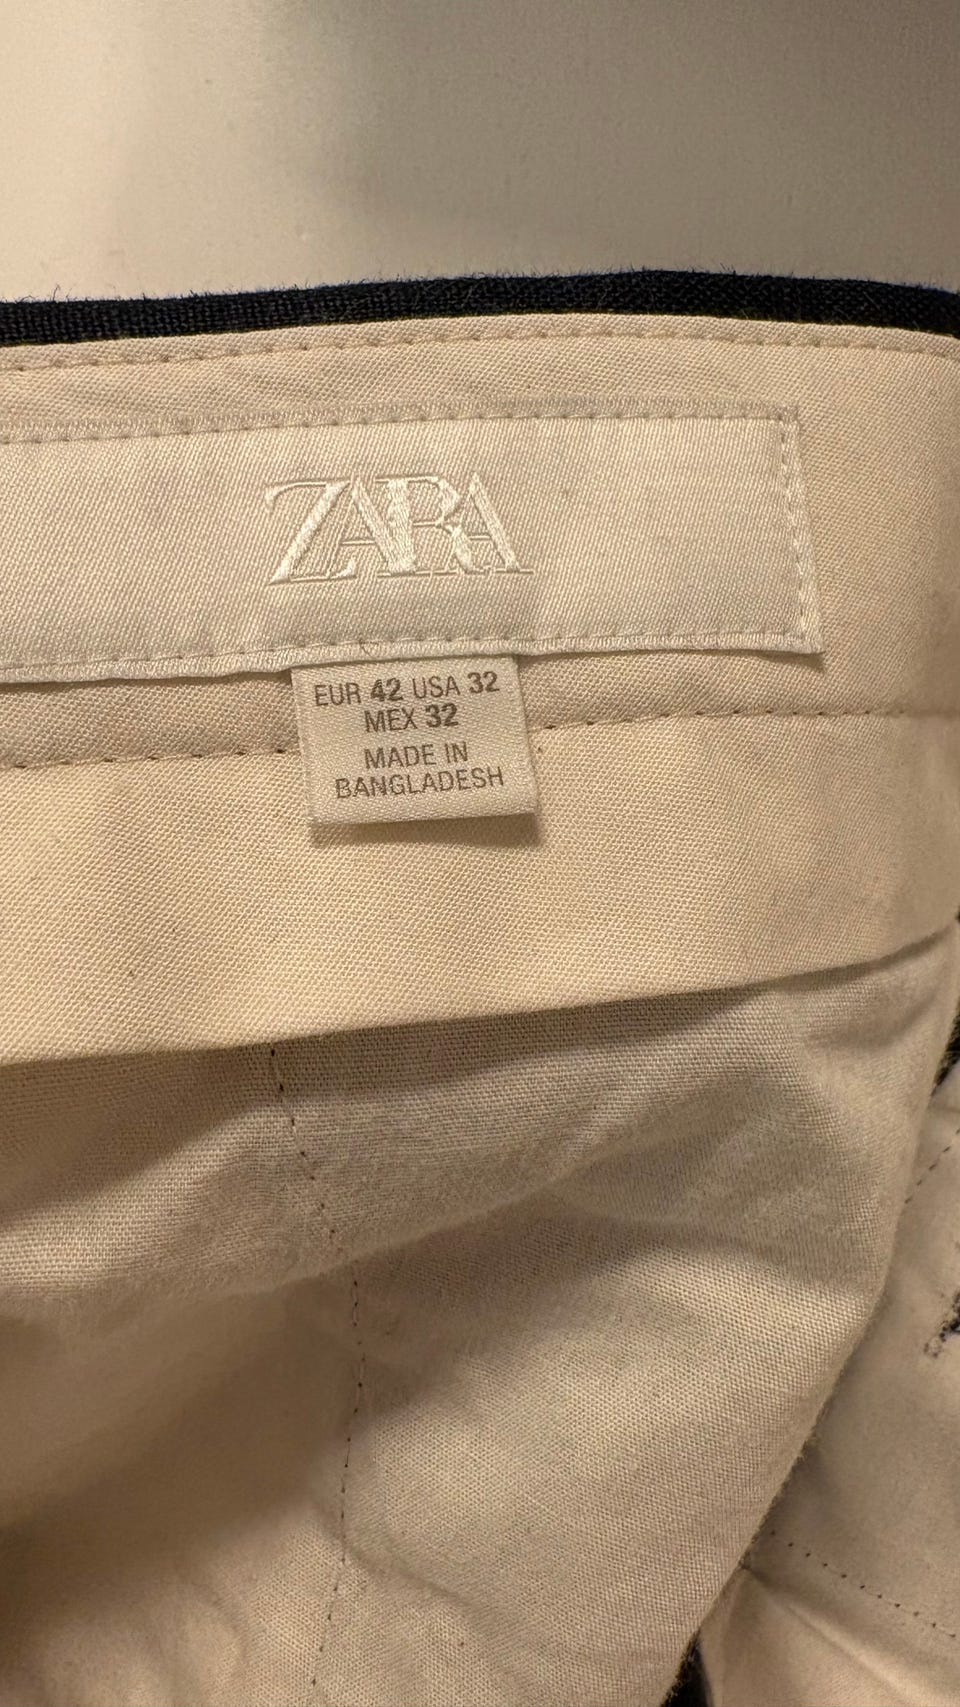 ZARA
EUR 42 USA 32
MEX 32
MADE IN
BANGLADESH